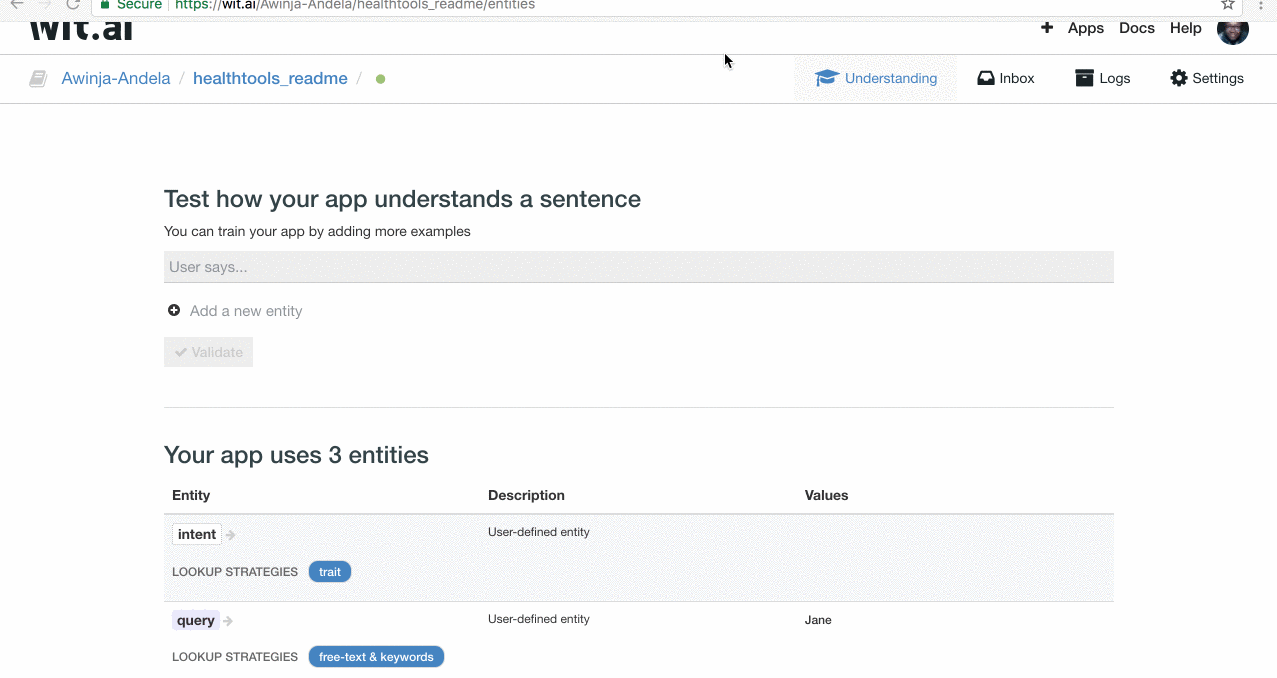 Secure https://wit.ai/Awinja-Andela/healthtools_readme/entities
wit.ai
Apps Docs Help
Awinja-Andela / healthtools_readme /
Understanding Inbox Logs Settings
Test how your app understands a sentence
You can train your app by adding more examples
User says...
Add a new entity
Validate
Your app uses 3 entities
Entity Description Values
intent User-defined entity
LOOKUP STRATEGIES trait
query User-defined entity Jane
LOOKUP STRATEGIES free-text & keywords